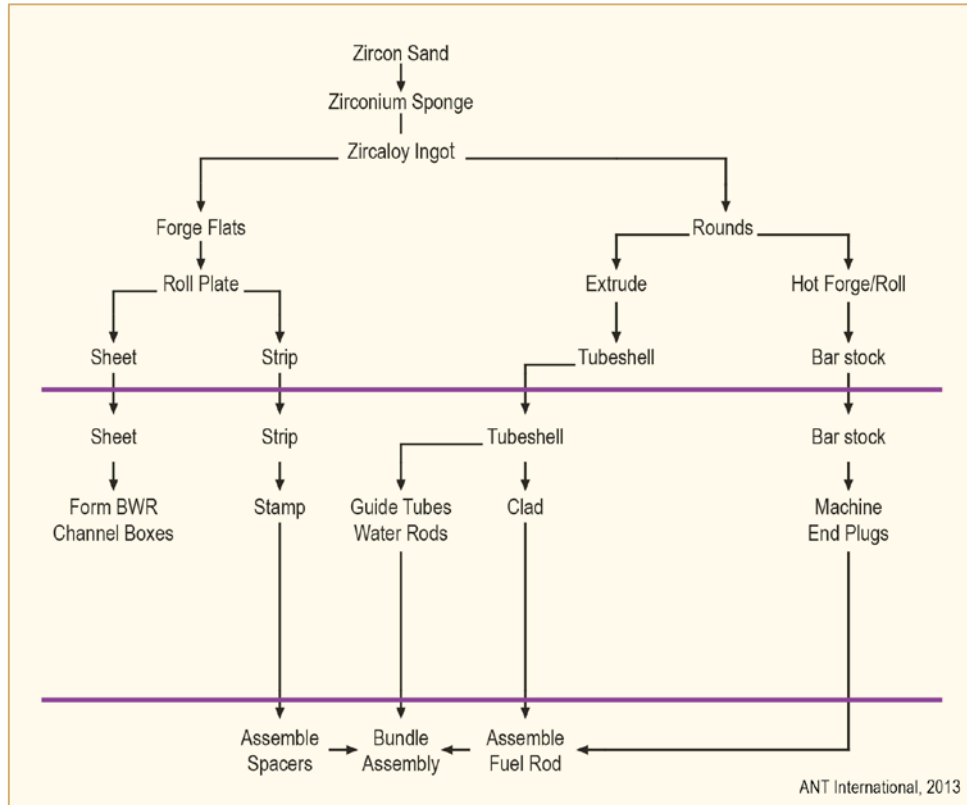 Zircon Sand
Zirconium Sponge
Zircaloy Ingot
Forge Flats
Rounds
Roll Plate
Extrude
Hot Forge/Roll
Sheet
Strip
Tubeshell
Bar stock
Sheet
Strip
Tubeshell
Bar stock
Form BWR
Channel Boxes
Stamp
Guide Tubes
Water Rods
Clad
Machine
End Plugs
Assemble
Spacers
Bundle
Assembly
Assemble
Fuel Rod
ANT International, 2013